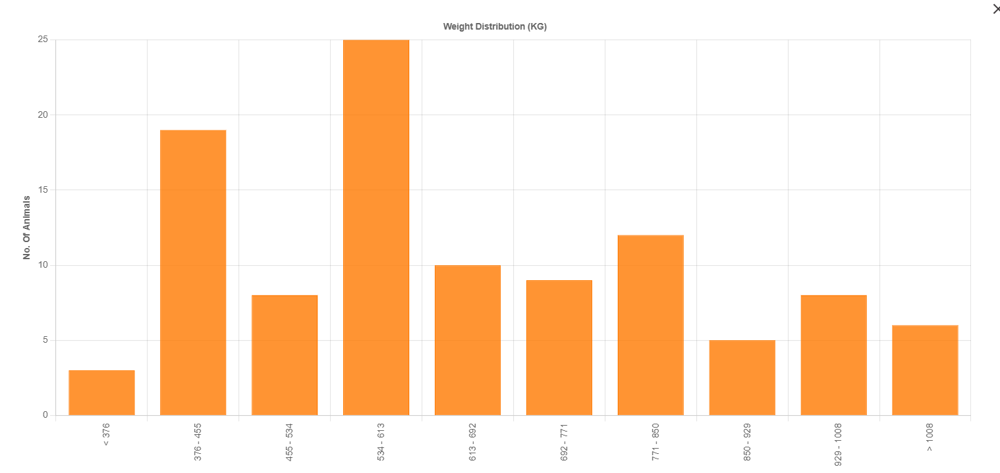 Weight Distribution (KG)
25
20
15
10
5
0
No. Of Animals
< 376
376 - 455
455 - 534
534 - 613
613 - 692
692 - 771
771 - 850
850 - 929
929 - 1008
> 1008